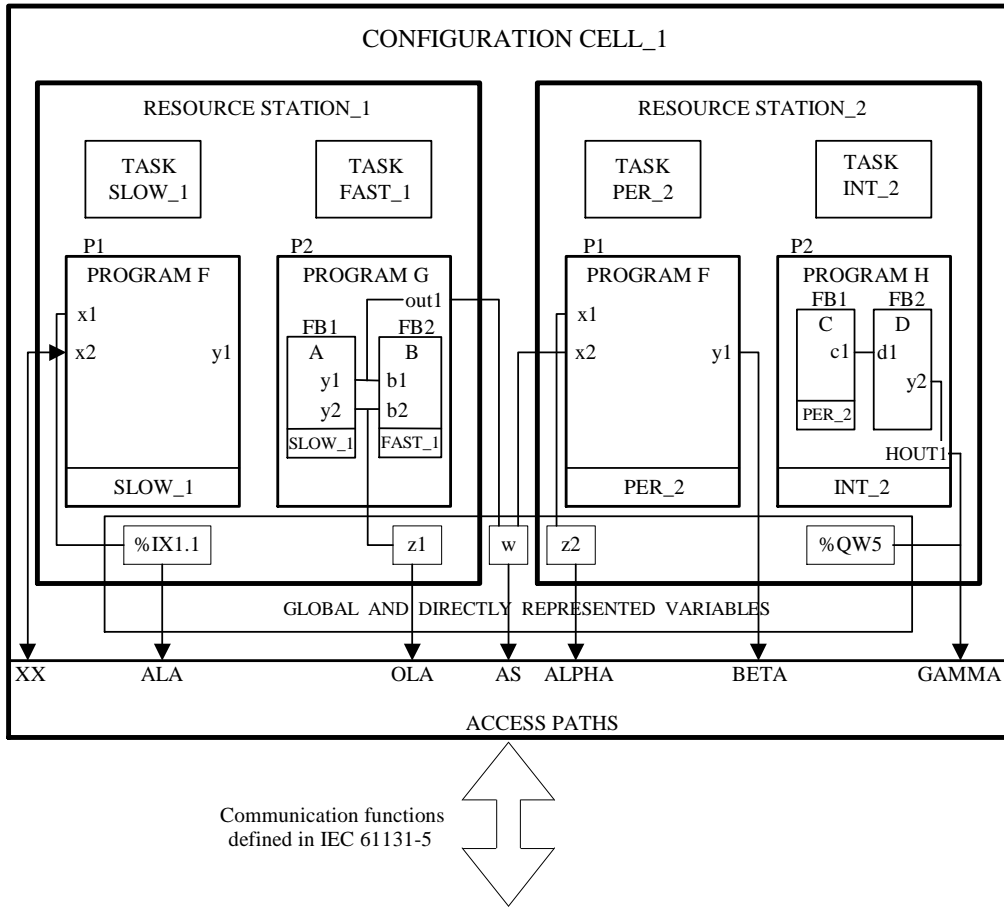 CONFIGURATION CELL_1
RESOURCE STATION_1
RESOURCE STATION_2
TASK
SLOW_1
TASK
FAST_1
TASK
PER_2
TASK
INT_2
P1
PROGRAM F
x1
x2
y1
SLOW_1
P2
PROGRAM G
out1
FB1
A
y1
y2
SLOW_1
FB2
B
b1
b2
FAST_1
P1
PROGRAM F
x1
x2
y1
PER_2
P2
PROGRAM H
FB1
C
c1
PER_2
FB2
D
d1
y2
HOUT1
INT_2
%IX1.1
z1
w
z2
%QW5
GLOBAL AND DIRECTLY REPRESENTED VARIABLES
XX
ALA
OLA
AS
ALPHA
BETA
GAMMA
ACCESS PATHS
Communication functions
defined in IEC 61131-5